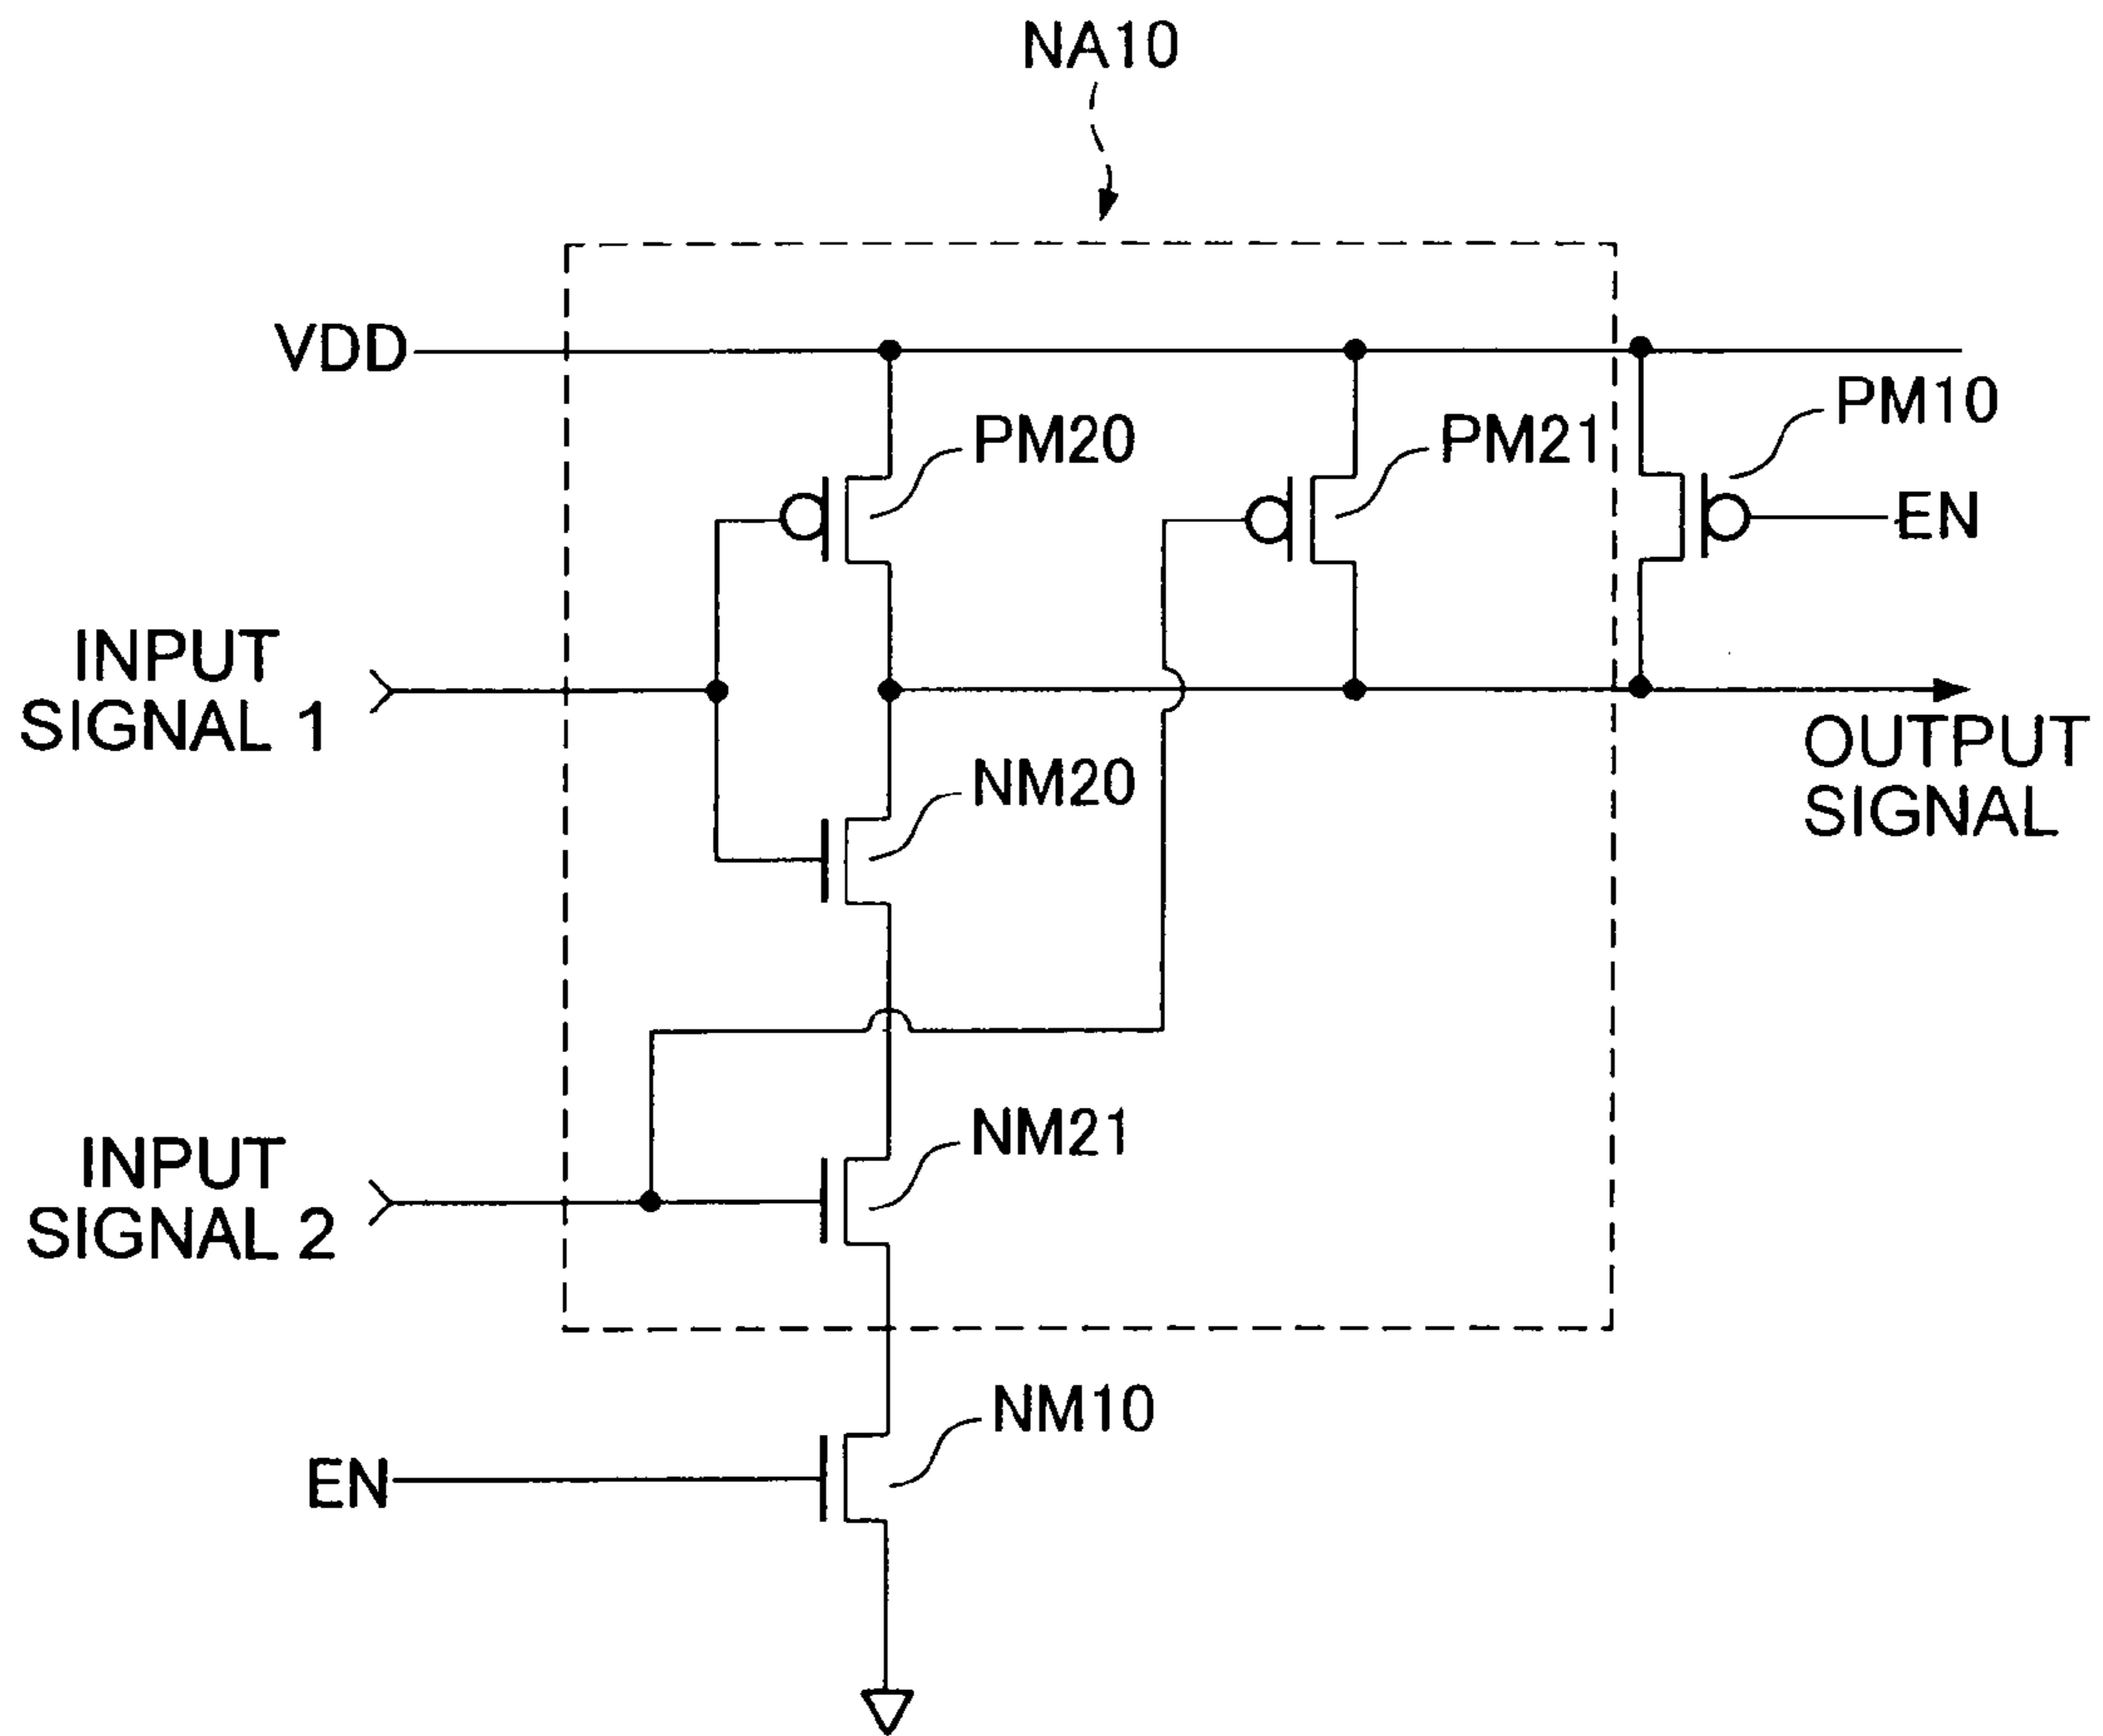 NA10
VDD
PM10
PM20
PM21
EN
INPUT
SIGNAL 1
OUTPUT
SIGNAL
NM20
NM21
INPUT
SIGNAL 2
NM10
EN